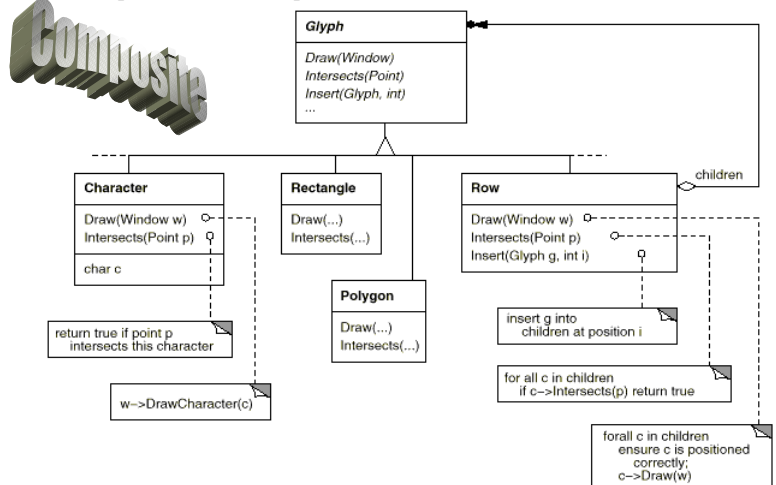 Composite
Glyph
Draw(Window)
Intersects(Point)
Insert(Glyph, int)
...
children
Character
Draw(Window w)
Intersects(Point p)
char c
Rectangle
Draw(...)
Intersects(...)
Row
Draw(Window w)
Intersects(Point p)
Insert(Glyph g, int i)
Polygon
Draw(...)
Intersects(...)
return true if point p
intersects this character
w->DrawCharacter(c)
insert g into
children at position i
for all c in children
if c->Intersects(p) return true
forall c in children
ensure c is positioned
correctly;
c->Draw(w)